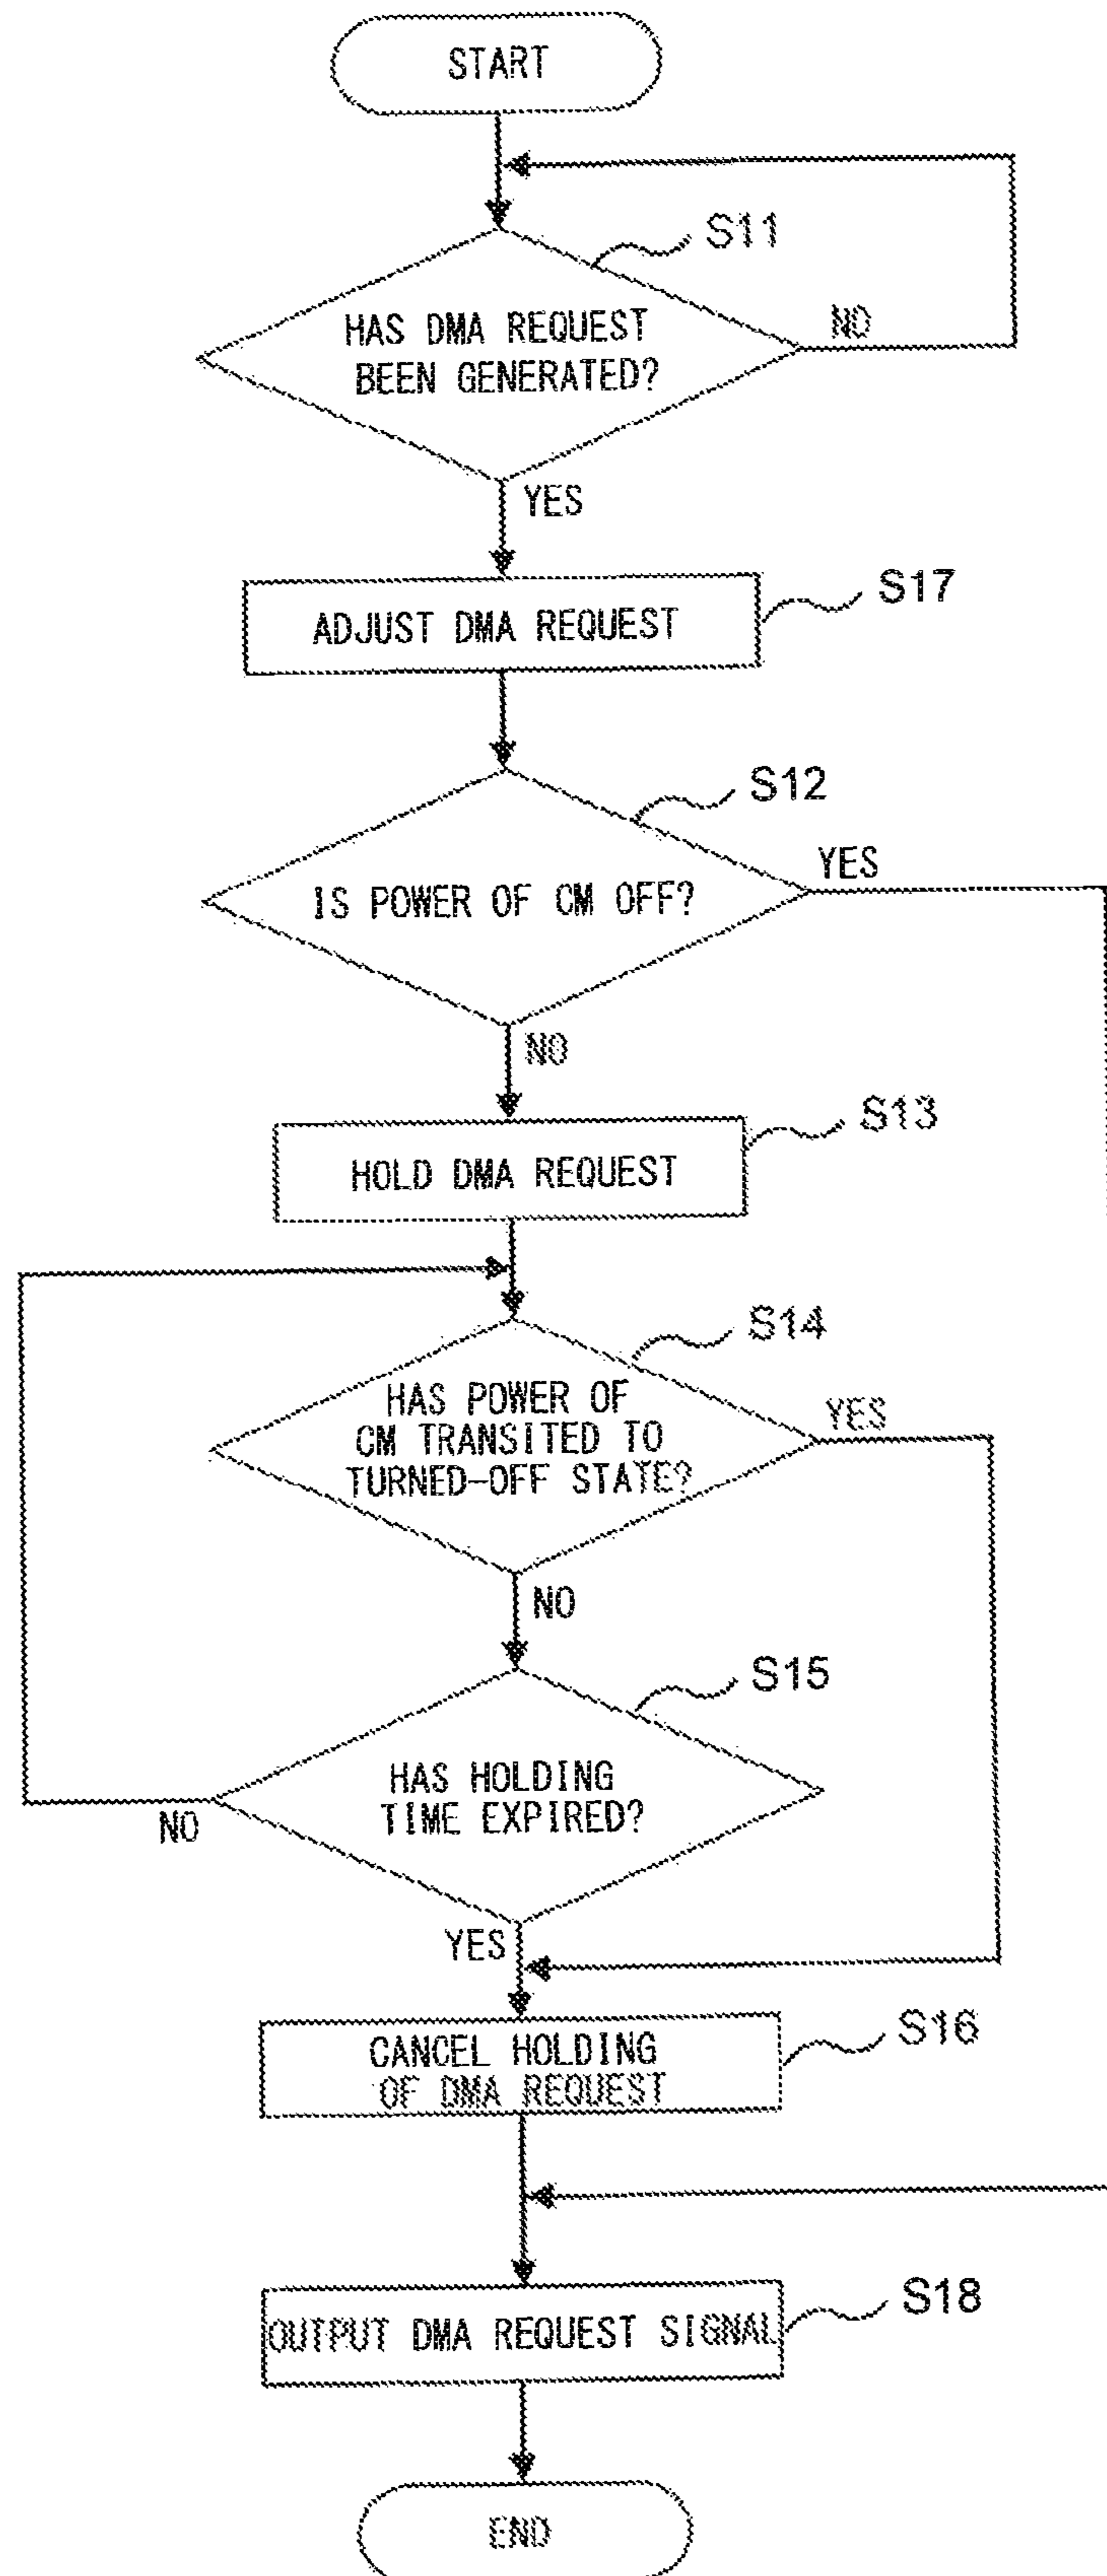 START
S11
HAS DMA REQUEST
BEEN GENERATED?
NO
YES
S17
ADJUST DMA REQUEST
S12
IS POWER OF CM OFF?
YES
NO
S13
HOLD DMA REQUEST
S14
HAS POWER OF
CM TRANSITED TO
TURNED-OFF STATE?
YES
NO
S15
HAS HOLDING
TIME EXPIRED?
NO
YES
S16
CANCEL HOLDING
OF DMA REQUEST
S18
OUTPUT DMA REQUEST SIGNAL
END